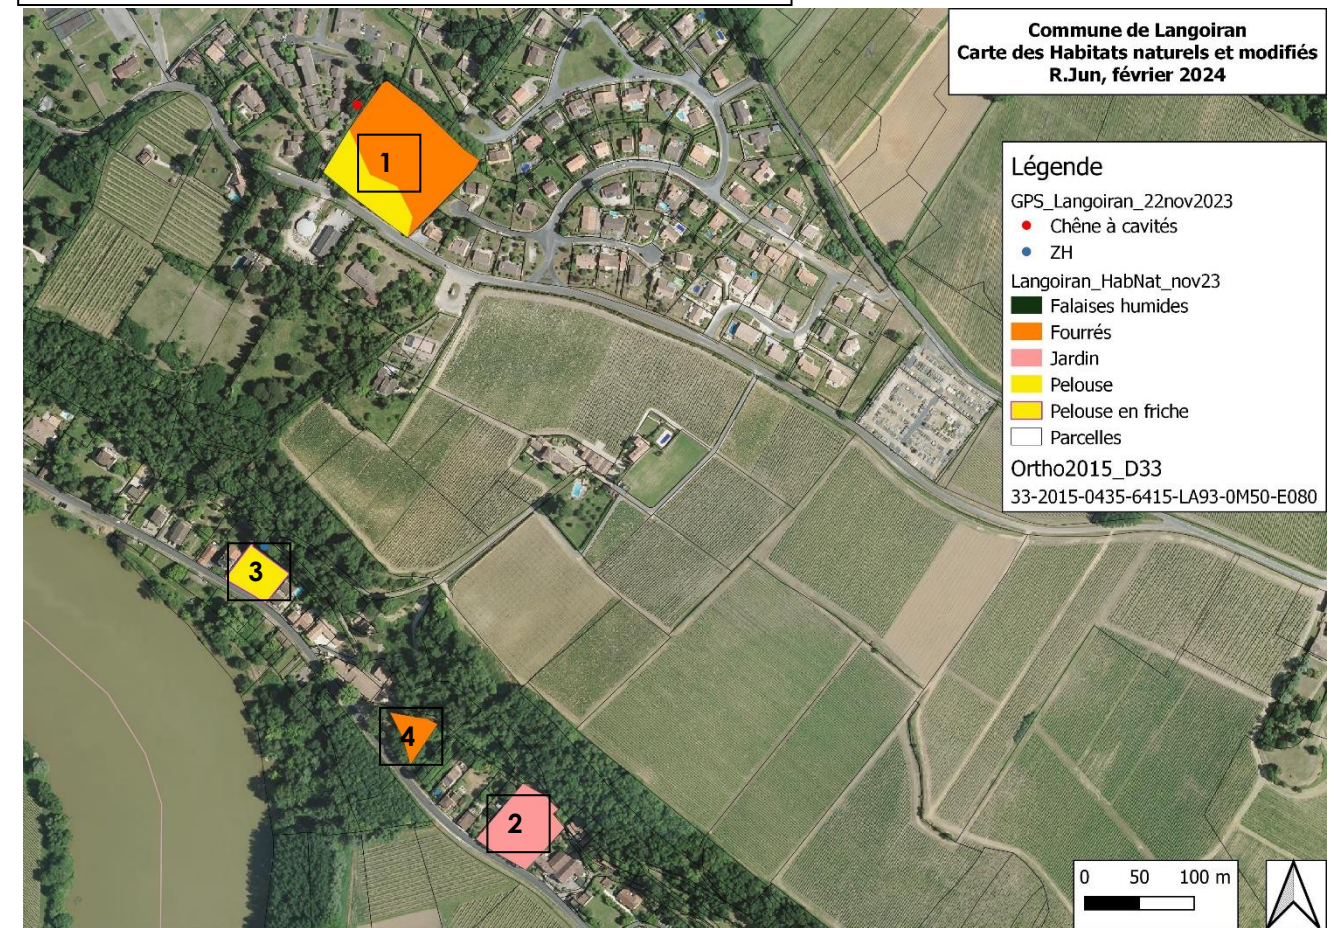 Commune de Langoiran
Carte des Habitats naturels et modifiés
R.Jun, février 2024
Légende
GPS_Langoiran_22nov2023
Chêne à cavités
ZH
Langoiran_HabNat_nov23
Falaises humides
Fourrés
Jardin
Pelouse
Pelouse en friche
Parcelles
Ortho2015_D33
33-2015-0435-6415-LA93-0M50-E080
1
3
4
2
0 50 100 m